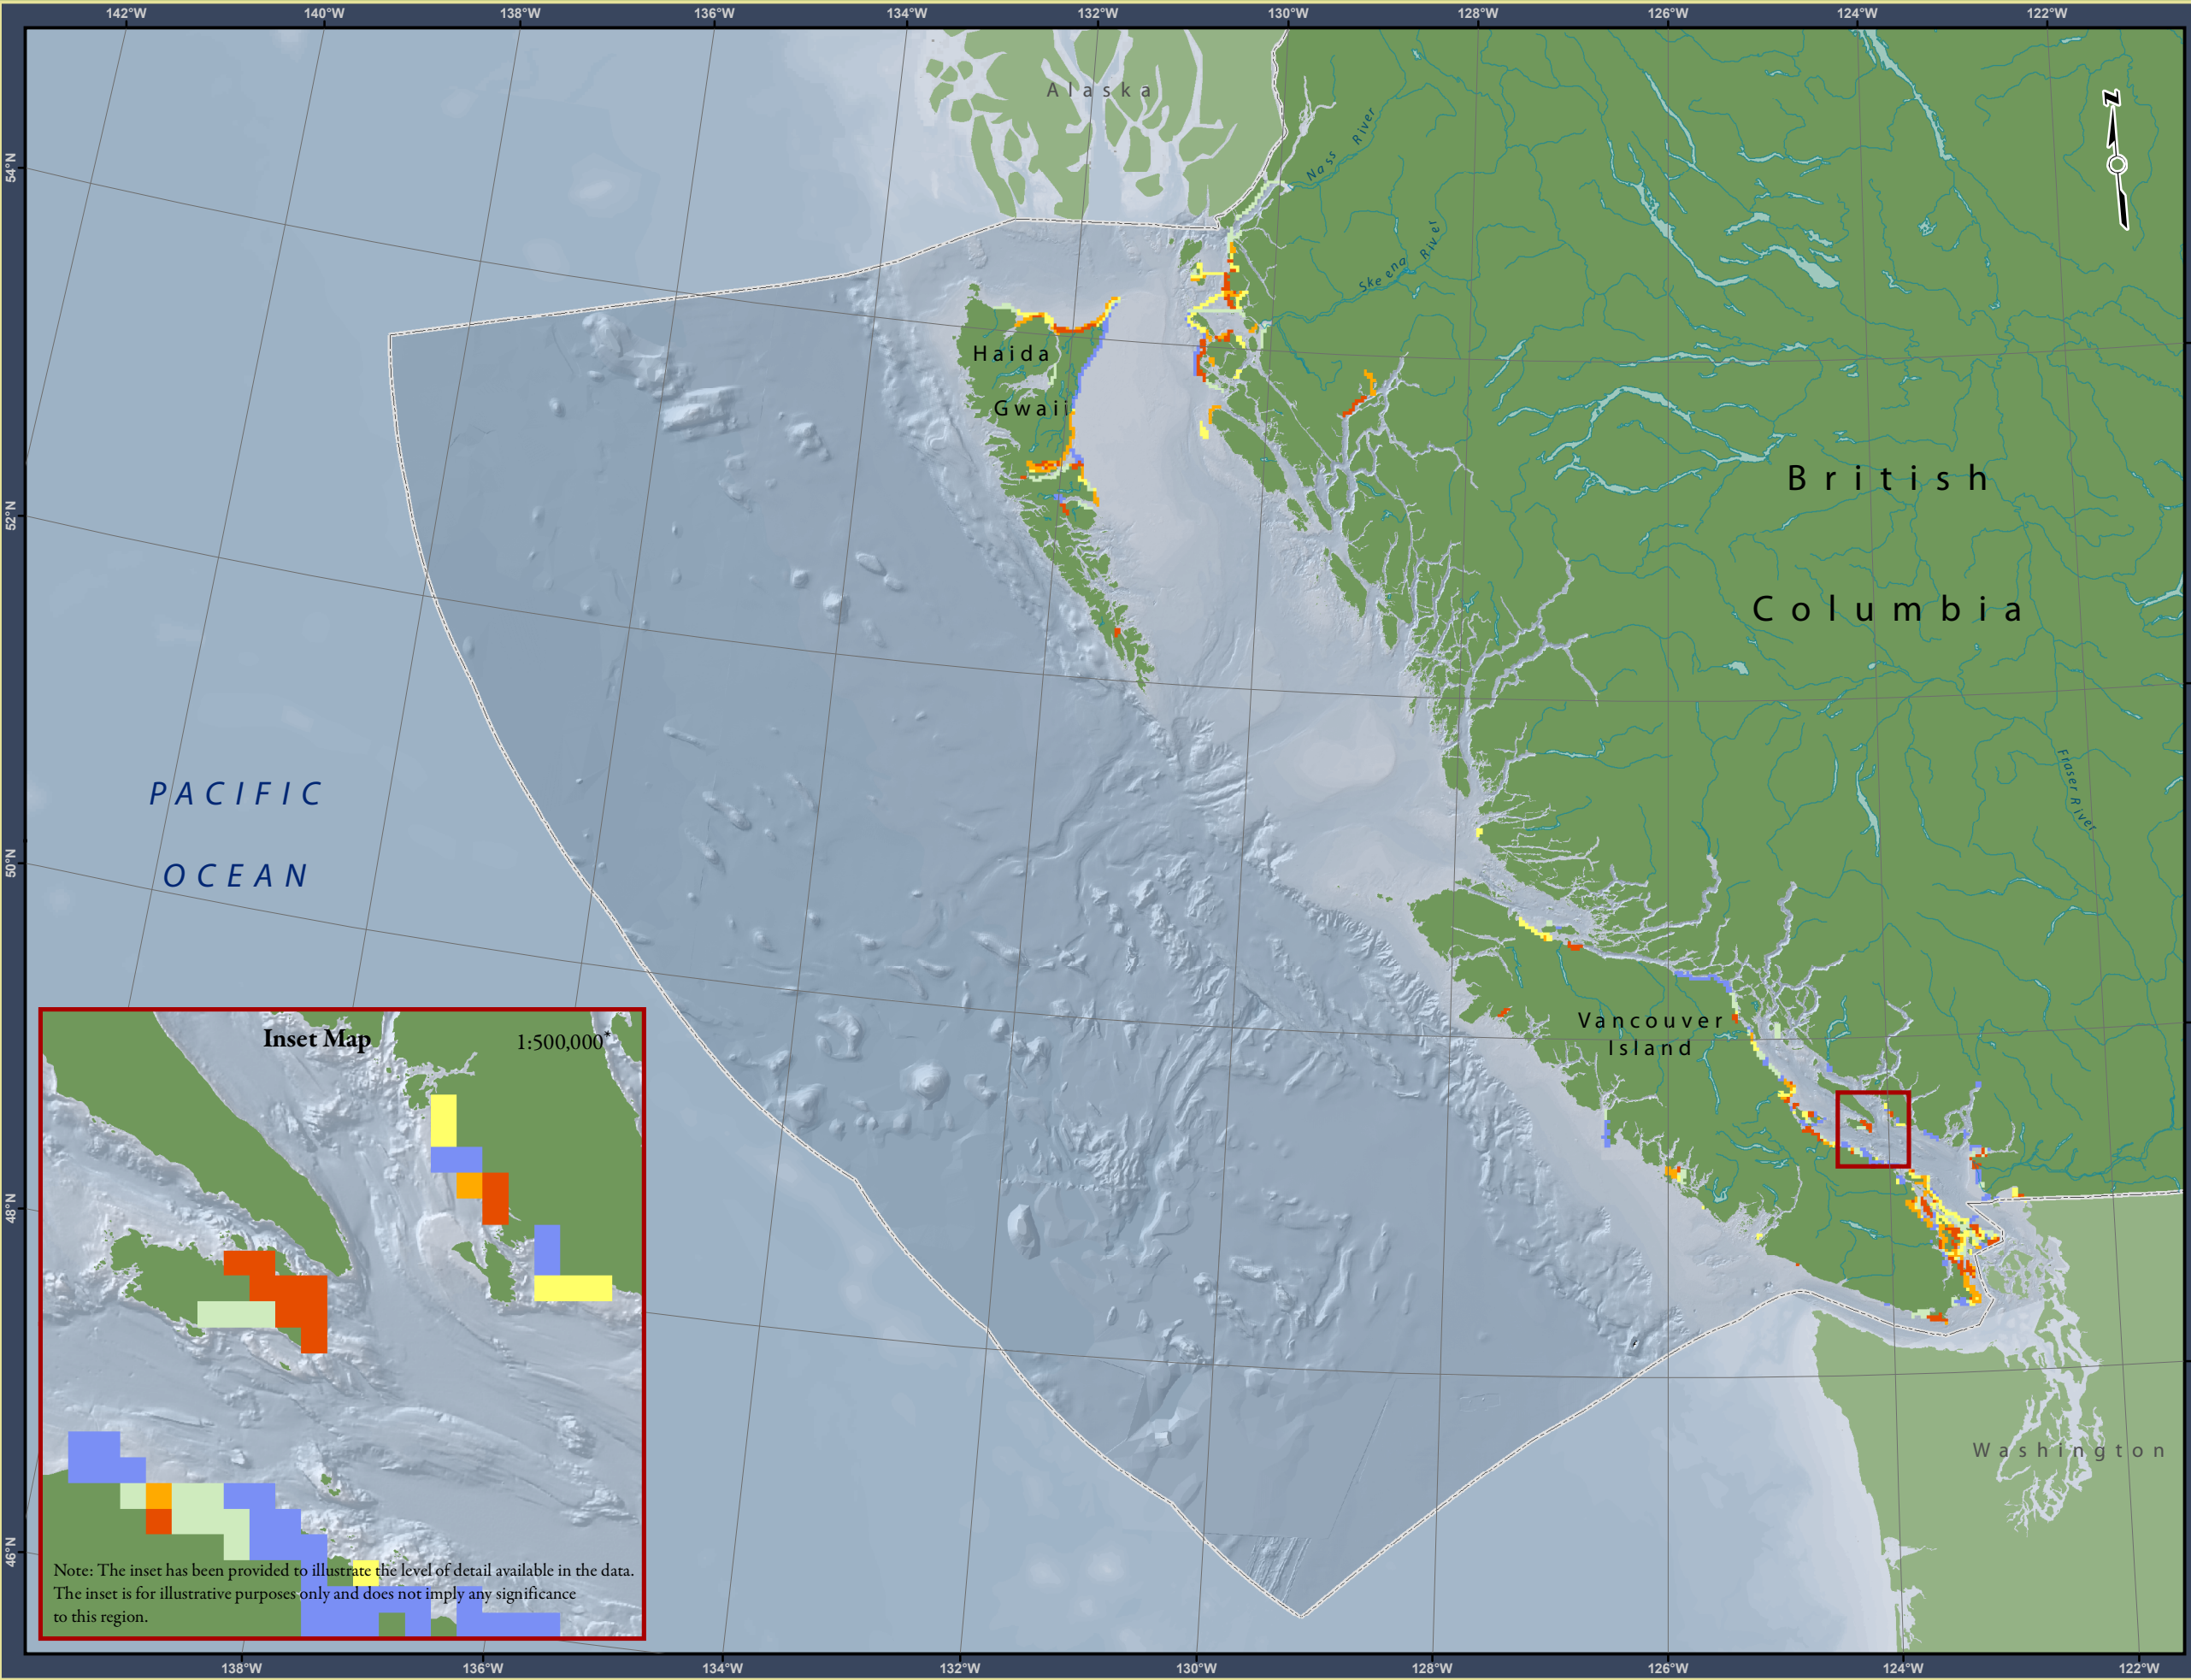 142°W 140°W 138°W 136°W 134°W 132°W 130°W 128°W 126°W 124°W 122°W
Alaska
N
Nass River
54°N
Skeena River
Haida
Gwaii
British
52°N
Columbia
PACIFIC
Fraser River
50°N
OCEAN
Vancouver
Island
Inset Map 1:500,000*
48°N
Washington
46°N
Note: The inset has been provided to illustrate the level of detail available in the data.
The inset is for illustrative purposes only and does not imply any significance
to this region.
138°W 136°W 134°W 132°W 130°W 128°W 126°W 124°W 122°W